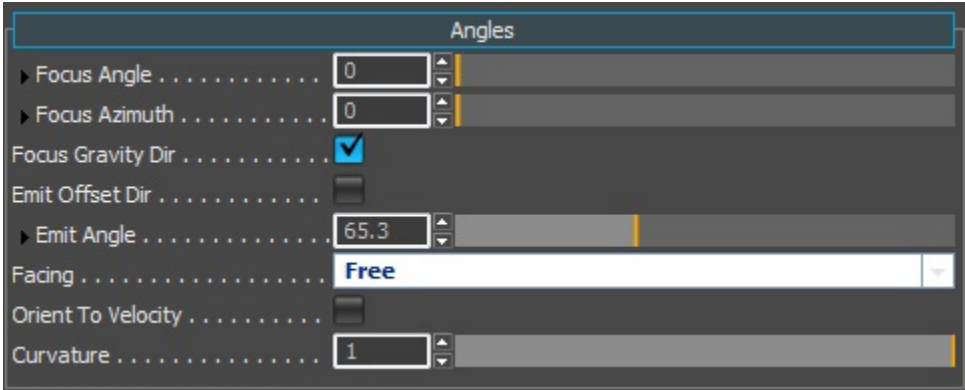 Angles
Focus Angle . . . . . . . . . . . . 0
Focus Azimuth . . . . . . . . . . . 0
Focus Gravity Dir . . . . . . . . . . .
Emit Offset Dir . . . . . . . . . . . .
Emit Angle . . . . . . . . . . . . . . 65.3
Facing . . . . . . . . . . . . . . . . . . Free
Orient To Velocity . . . . . . . . . .
Curvature . . . . . . . . . . . . . . . 1